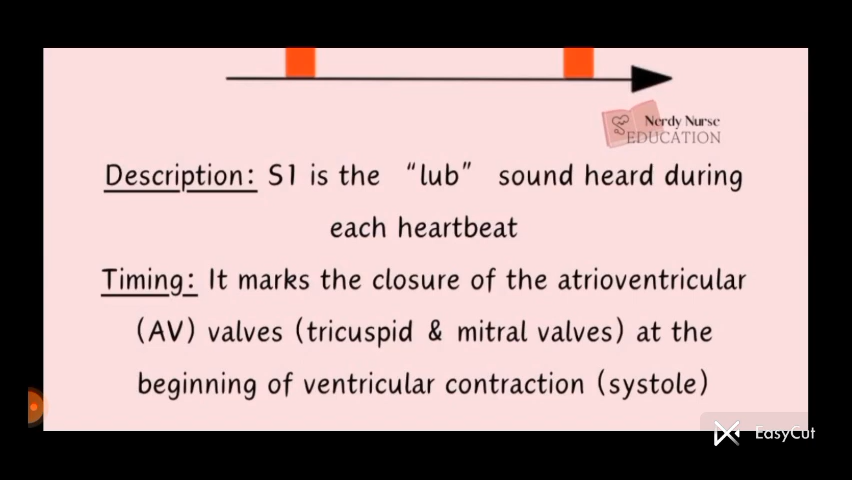 Nerdy Nurse
EDUCATION
Description: S1 is the “lub” sound heard during
each heartbeat
Timing: It marks the closure of the atrioventricular
(AV) valves (tricuspid & mitral valves) at the
beginning of ventricular contraction (systole)
EasyCut